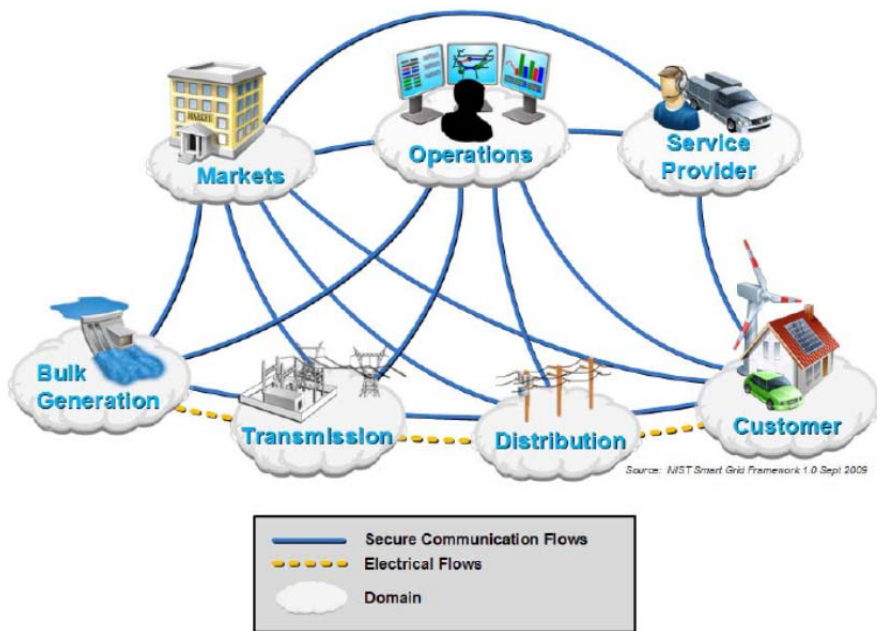 MARKET
Markets
Operations
Service
Provider
Bulk
Generation
Transmission
Distribution
Customer
Source: NIST Smart Grid Framework 1.0 Sept 2009
Secure Communication Flows
Electrical Flows
Domain